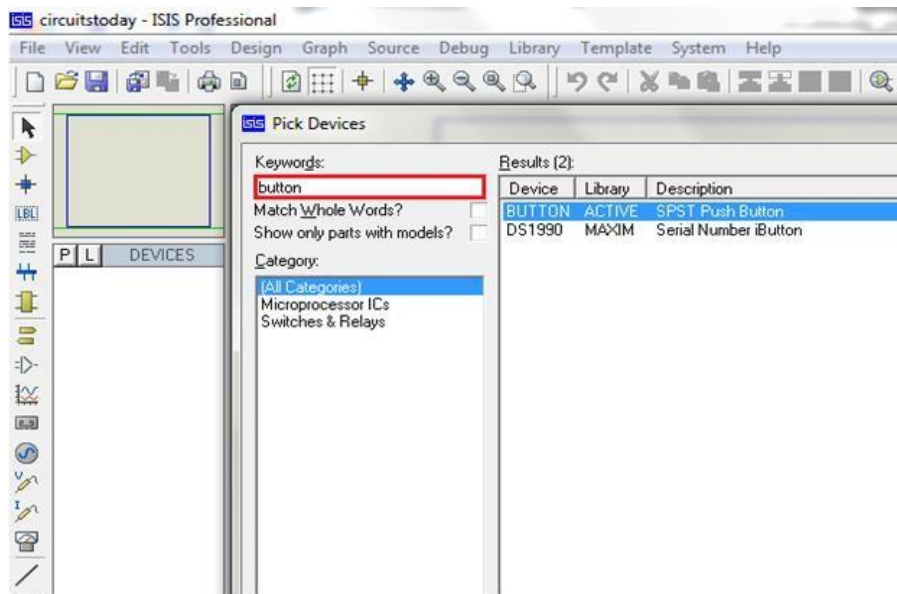 ISIS circuitstoday - ISIS Professional
File View Edit Tools Design Graph Source Debug Library Template System Help
ISIS Pick Devices
Keywords:
button
Match Whole Words?
Show only parts with models?
Category:
(All Categories)
Microprocessor ICs
Switches & Relays
Results (2):
Device Library Description
BUTTON ACTIVE SPST Push Button
DS1990 MAXIM Serial Number iButton
LBL
P L DEVICES
V
I